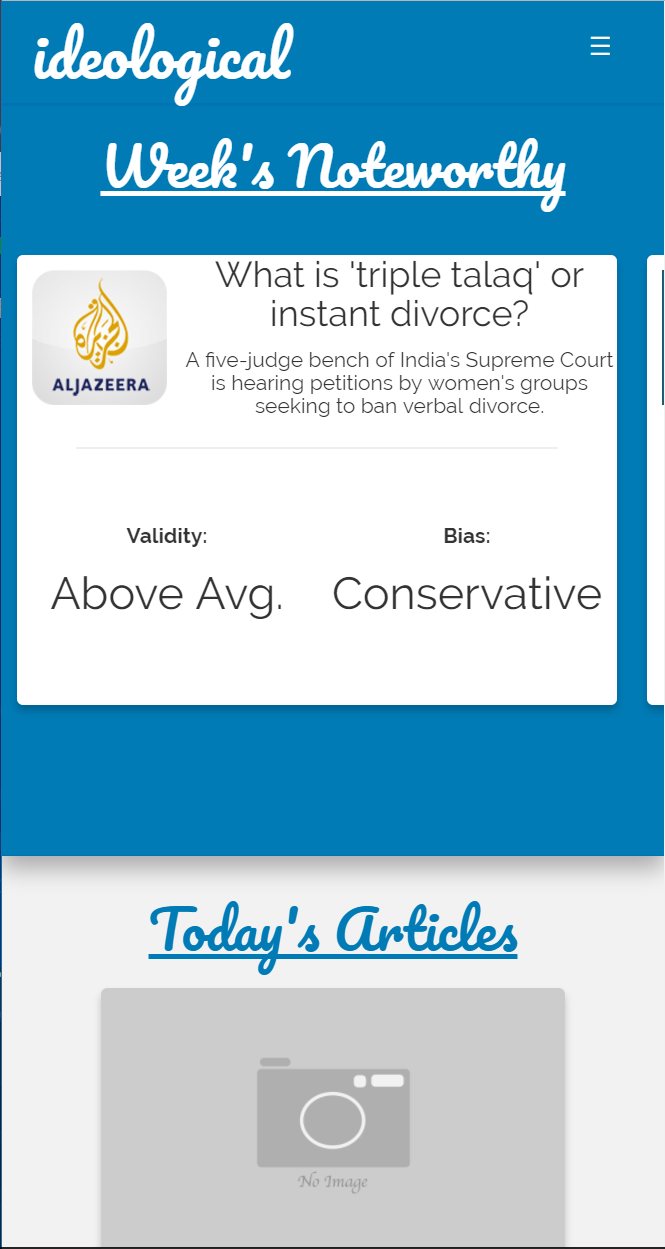 ideological
☰
Week's Noteworthy
What is 'triple talaq' or
instant divorce?
A five-judge bench of India's Supreme Court
is hearing petitions by women's groups
seeking to ban verbal divorce.
ALJAZEERA
Validity:
Bias:
Above Avg.
Conservative
Today's Articles
No Image